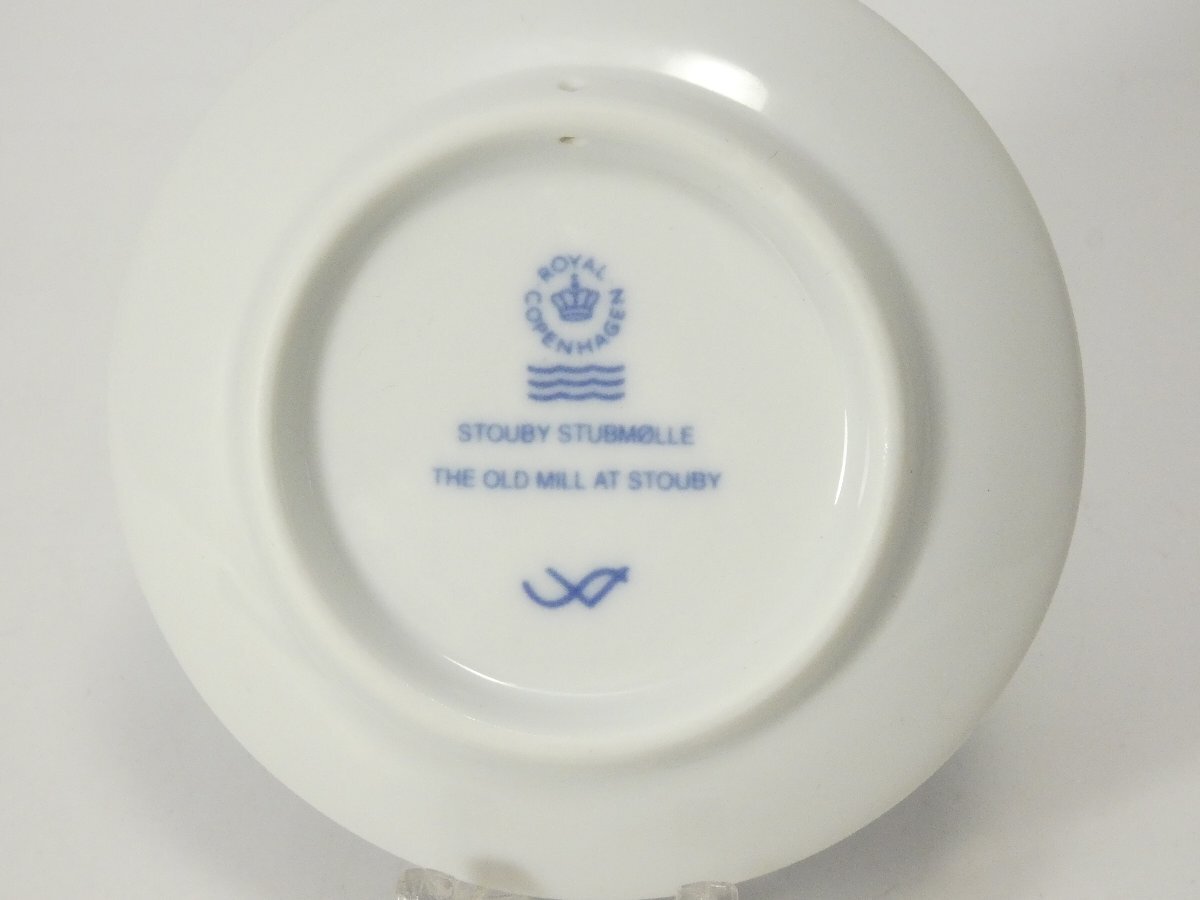 ROYAL
COPENHAGEN
STOUBY STUBMØLLE
THE OLD MILL AT STOUBY